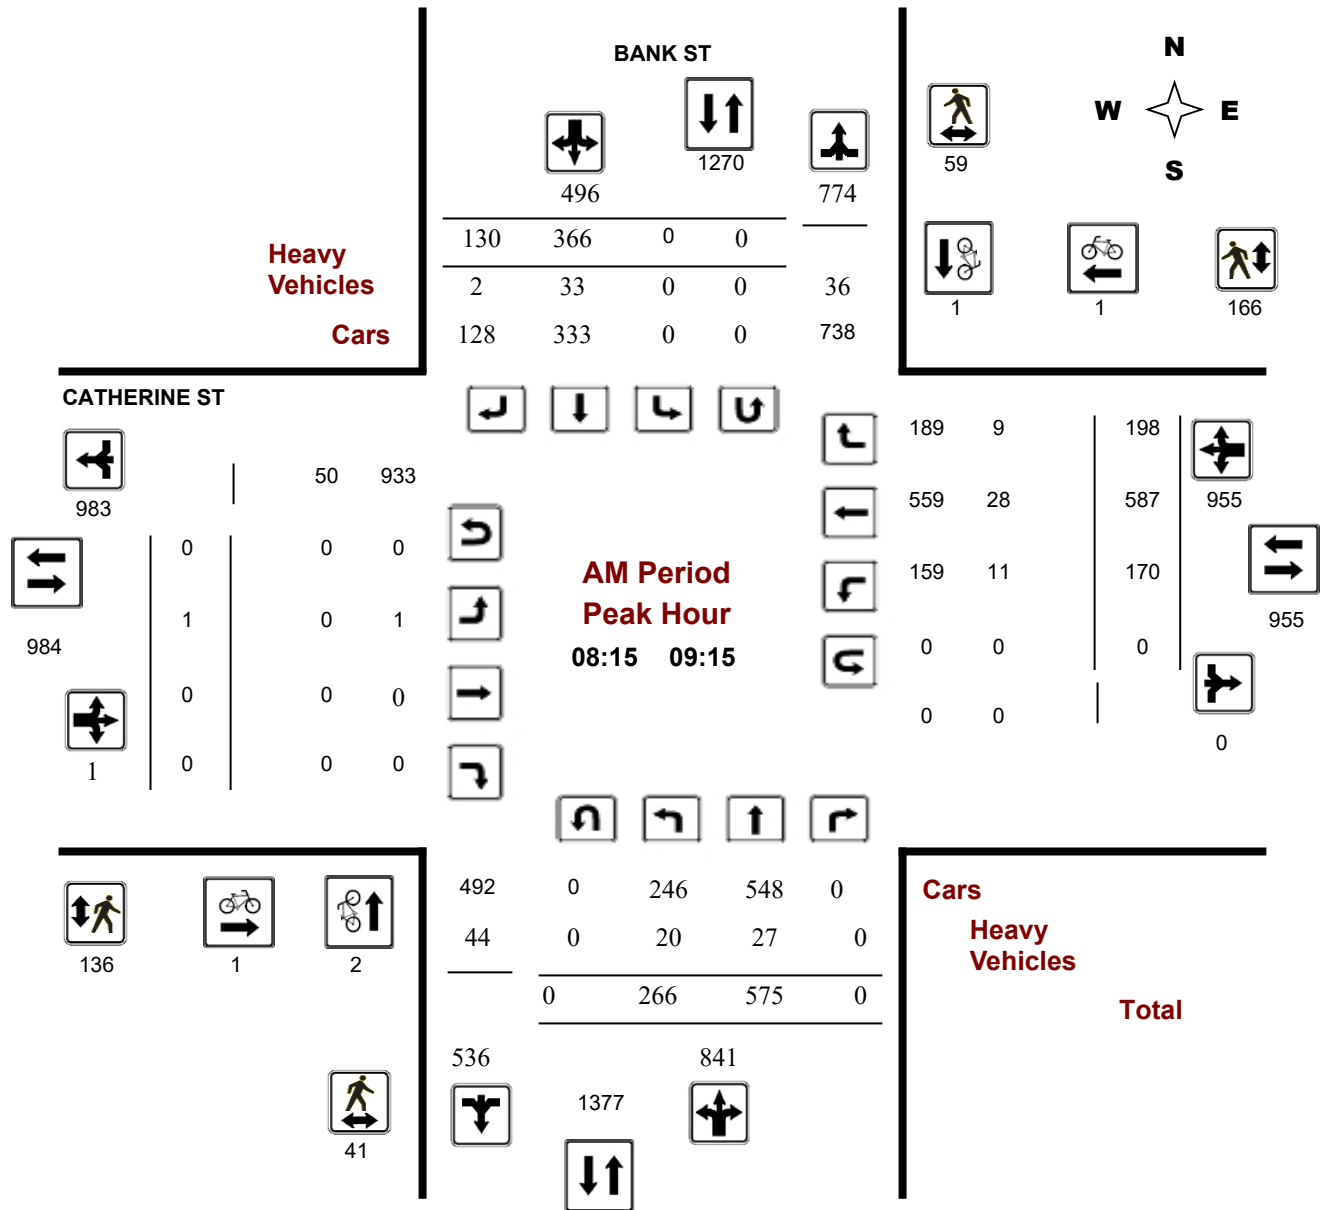 BANK ST
N
W E
S
1270
59
496
774
130 366 0 0
Heavy
Vehicles
2 33 0 0 36
Cars
128 333 0 0 738
1 1 166
CATHERINE ST
189 9 198
50 933
983
559 28 587
955
0 0 0
159 11 170
AM Period
Peak Hour
08:15 09:15
1 0 1
984
955
0 0 0
0 0 0
0 0
0
1
0 0 0
492 0 246 548 0
Cars
44 0 20 27 0
Heavy
Vehicles
136 1 2
0 266 575 0
Total
536
841
1377
41